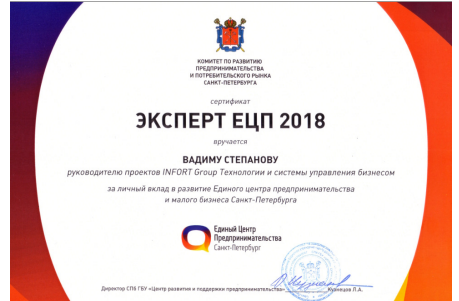 КОМИТЕТ ПО РАЗВИТИЮ
ПРЕДПРИНИМАТЕЛЬСТВА
И ПОТРЕБИТЕЛЬСКОГО РЫНКА
САНКТ-ПЕТЕРБУРГА
сертификат
ЭКСПЕРТ ЕЦП 2018
вручается
ВАДИМУ СТЕПАНОВУ
руководителю проектов INFORT Group Технологии и системы управления бизнесом
за личный вклад в развитие Единого центра предпринимательства
и малого бизнеса Санкт-Петербурга
Единый Центр
Предпринимательства
Санкт-Петербург
Директор СПб ГБУ «Центр развития и поддержки предпринимательства» Кузнецов Л.А.